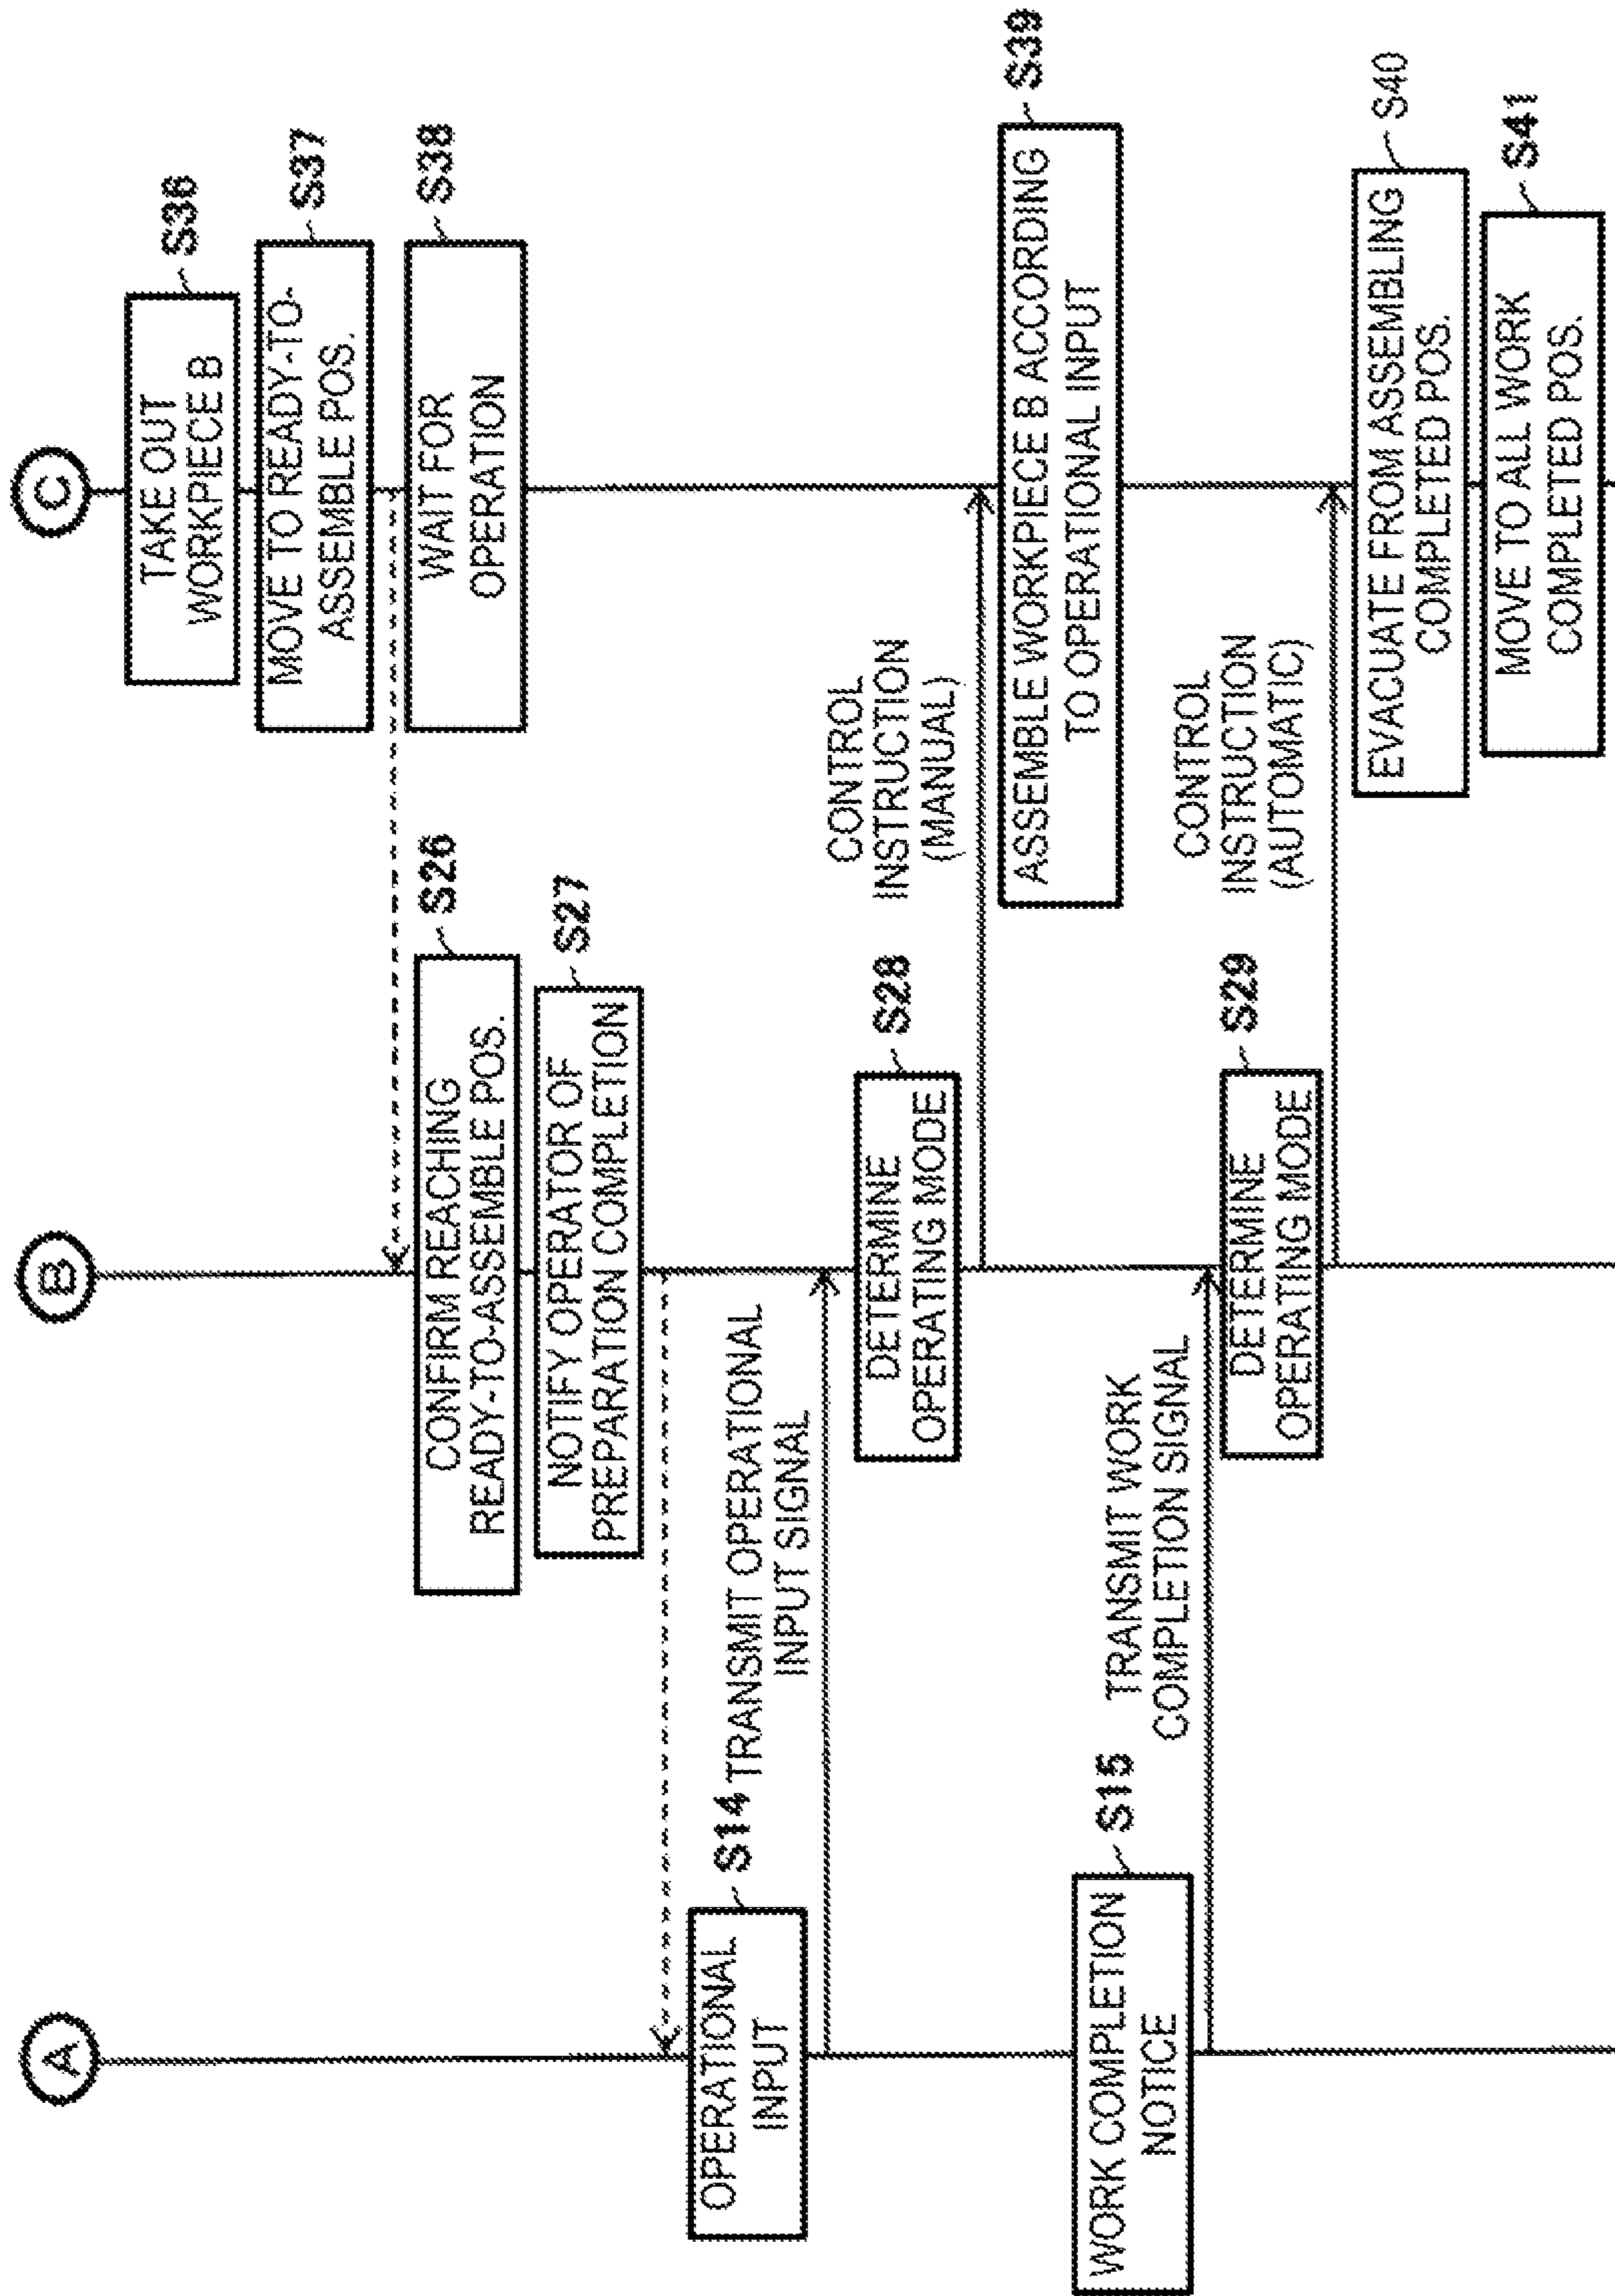 A
B
C
TAKE OUT
WORKPIECE B
S36
MOVE TO READY-TO-
ASSEMBLE POS.
S37
WAIT FOR
OPERATION
S38
CONFIRM REACHING
READY-TO-ASSEMBLE POS.
S26
NOTIFY OPERATOR OF
PREPARATION COMPLETION
S27
OPERATIONAL
INPUT
S14
TRANSMIT OPERATIONAL
INPUT SIGNAL
DETERMINE
OPERATING MODE
S28
CONTROL
INSTRUCTION
(MANUAL)
ASSEMBLE WORKPIECE B ACCORDING
TO OPERATIONAL INPUT
S39
WORK COMPLETION
NOTICE
S15
TRANSMIT WORK
COMPLETION SIGNAL
DETERMINE
OPERATING MODE
S29
CONTROL
INSTRUCTION
(AUTOMATIC)
EVACUATE FROM ASSEMBLING
COMPLETED POS.
S40
MOVE TO ALL WORK
COMPLETED POS.
S41